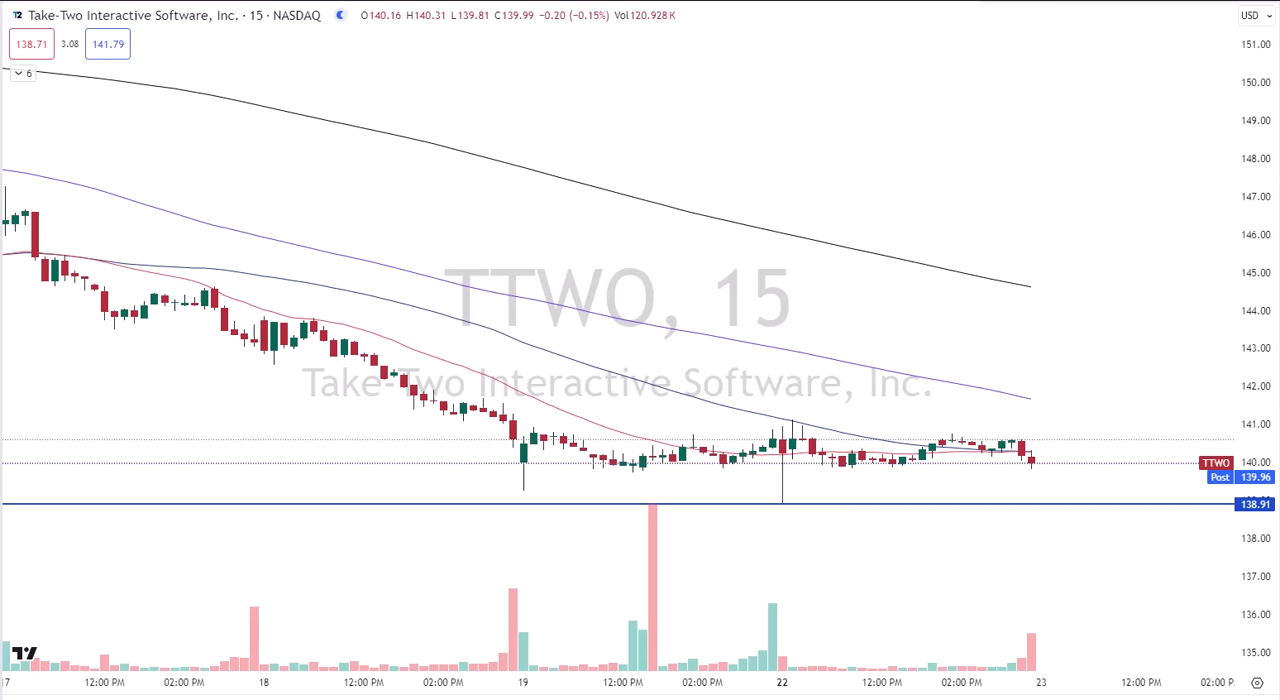 Take-Two Interactive Software, Inc. · 15 · NASDAQ O140.16 H140.31 L139.81 C139.99 −0.20 (−0.15%) Vol120.928K USD
151.00
138.71 3.08 141.79
6
150.00
149.00
148.00
147.00
146.00
145.00
TTWO, 15
144.00
143.00
Take-Two Interactive Software, Inc.
142.00
141.00
TTWO 140.00
Post 139.96
138.91
138.00
137.00
136.00
135.00
17 12:00 PM 02:00 PM 18 12:00 PM 02:00 PM 19 12:00 PM 02:00 PM 22 12:00 PM 02:00 PM 23 12:00 PM 02:00 P